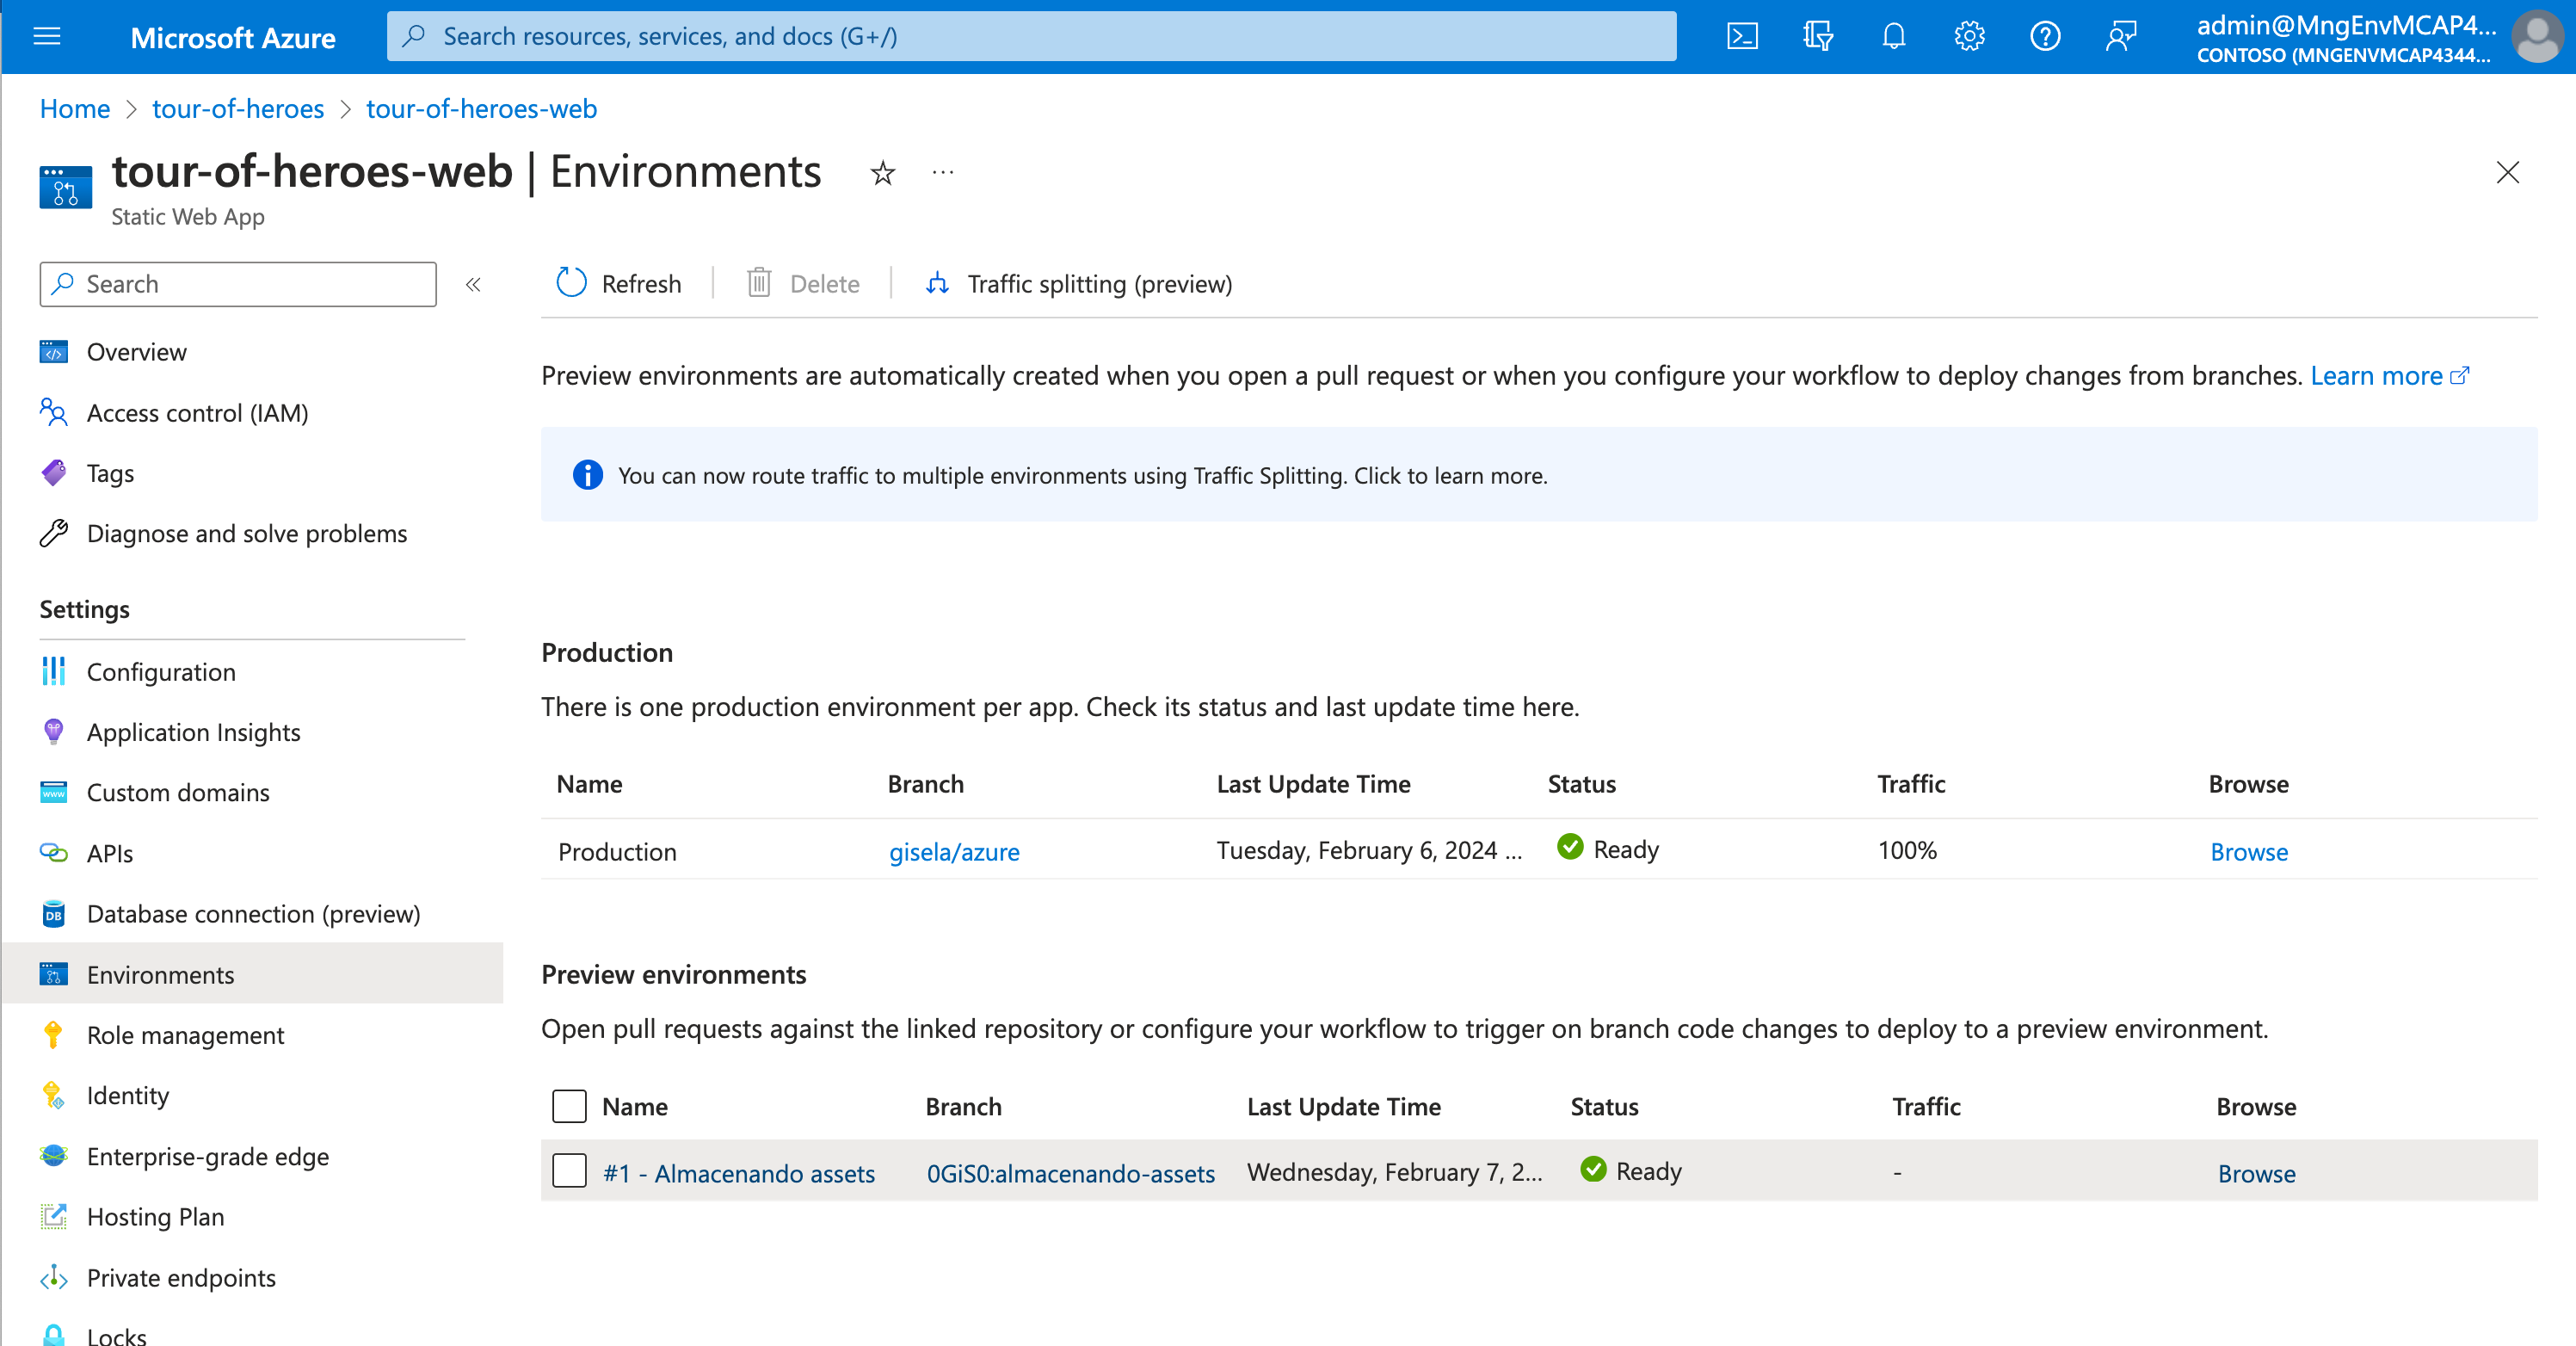 Microsoft Azure
Search resources, services, and docs (G+/)
admin@MngEnvMCAP4...
CONTOSO (MNGENVMCAP4344...
Home > tour-of-heroes > tour-of-heroes-web
tour-of-heroes-web | Environments
...
Static Web App
Search
«
Overview
Access control (IAM)
Tags
Diagnose and solve problems
Settings
Configuration
Application Insights
Custom domains
APIs
Database connection (preview)
Environments
Role management
Identity
Enterprise-grade edge
Hosting Plan
Private endpoints
Locks
Refresh
Delete
Traffic splitting (preview)
Preview environments are automatically created when you open a pull request or when you configure your workflow to deploy changes from branches. Learn more
You can now route traffic to multiple environments using Traffic Splitting. Click to learn more.
Production
There is one production environment per app. Check its status and last update time here.
Name Branch Last Update Time Status Traffic Browse
Production gisela/azure Tuesday, February 6, 2024 ... Ready 100% Browse
Preview environments
Open pull requests against the linked repository or configure your workflow to trigger on branch code changes to deploy to a preview environment.
Name Branch Last Update Time Status Traffic Browse
#1 - Almacenando assets 0GiS0:almacenando-assets Wednesday, February 7, 2... Ready - Browse